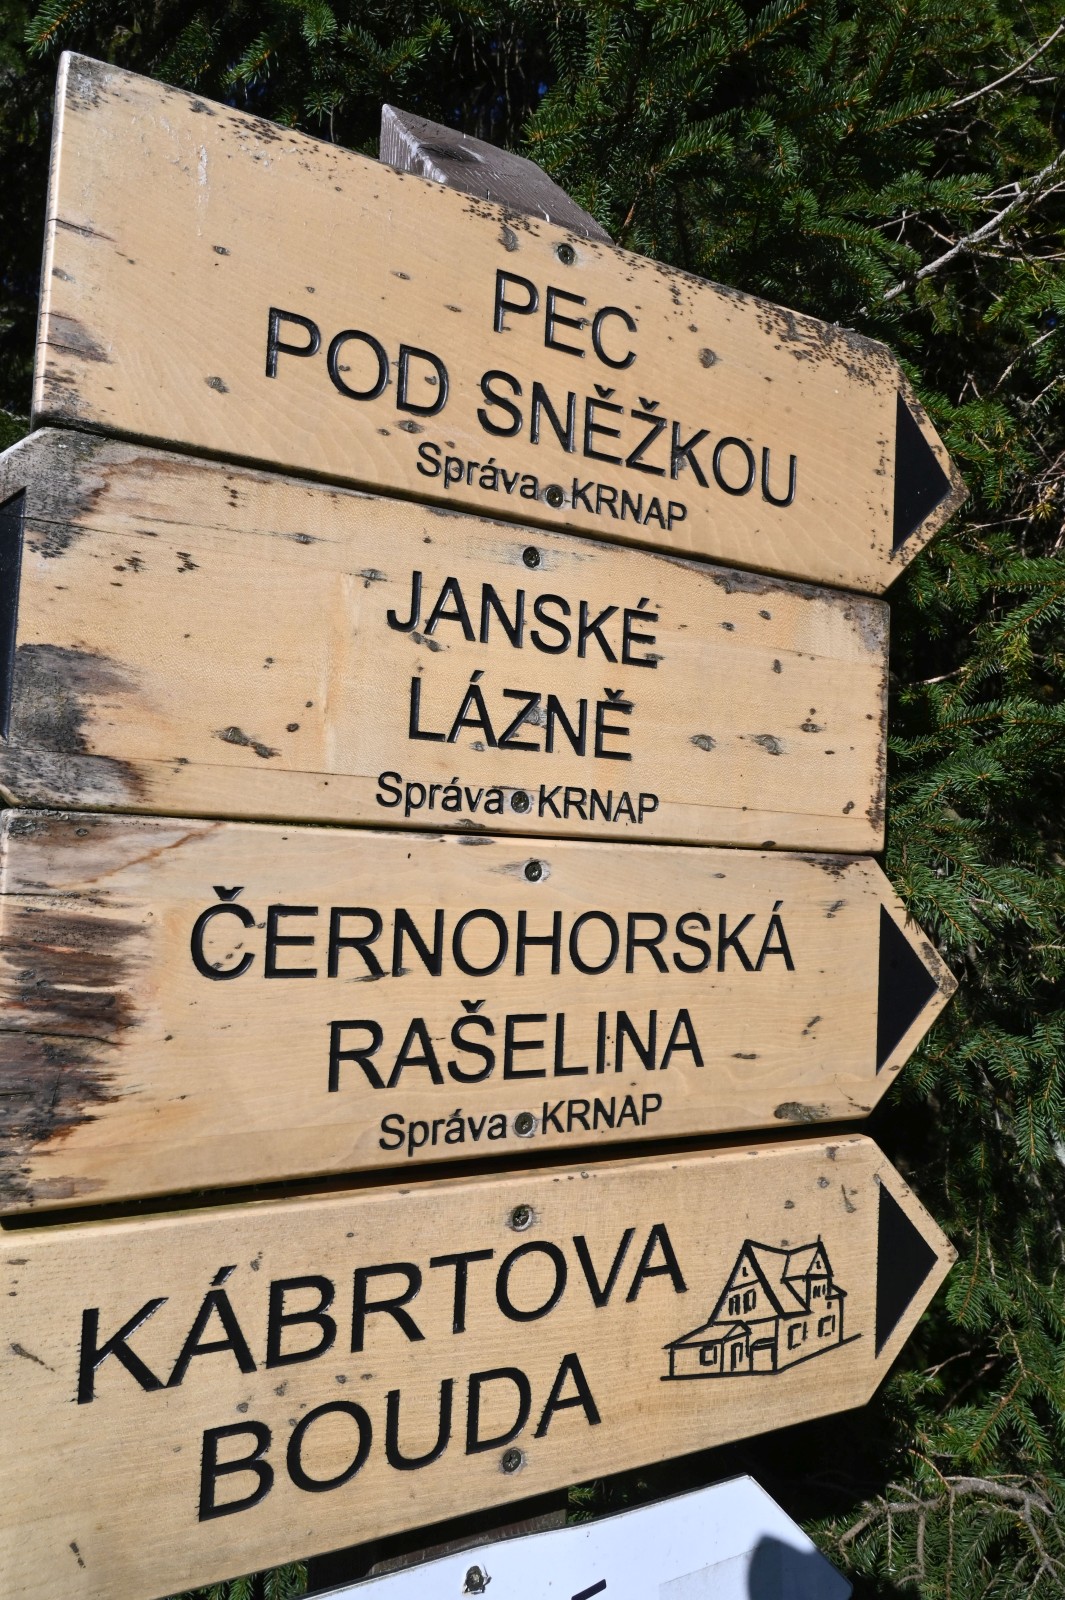 PEC
POD SNĚŽKOU
Správa KRNAP
JANSKÉ
LÁZNĚ
Správa KRNAP
ČERNOHORSKÁ
RAŠELINA
Správa KRNAP
KÁBRTOVA
BOUDA